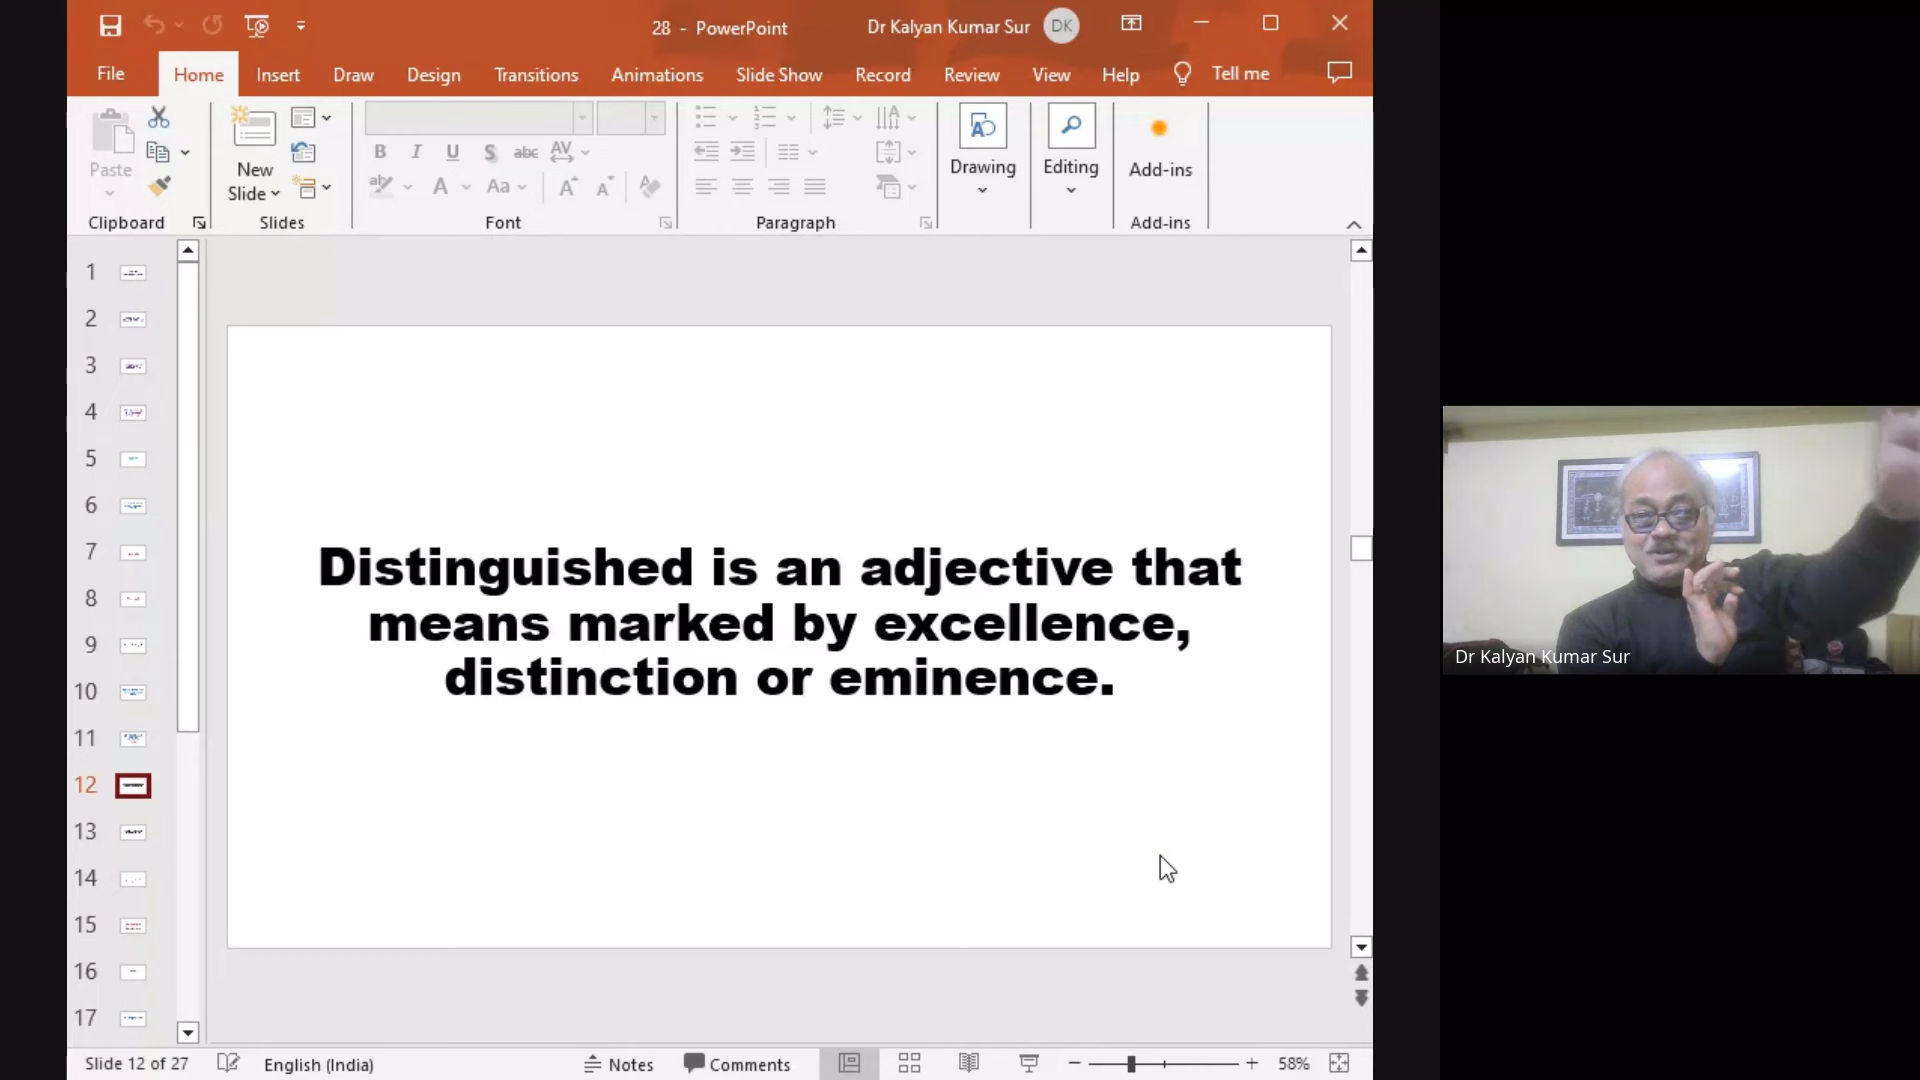 28 - PowerPoint
Dr Kalyan Kumar Sur
DK
File
Home
Insert
Draw
Design
Transitions
Animations
Slide Show
Record
Review
View
Help
Tell me
Paste
New
Slide
B I U S abc AV
A Aa A A
Drawing
Editing
Add-ins
Clipboard
Slides
Font
Paragraph
Add-ins
1
2
3
4
5
6
7
8
9
10
11
12
13
14
15
16
17
Distinguished is an adjective that
means marked by excellence,
distinction or eminence.
Dr Kalyan Kumar Sur
Slide 12 of 27
English (India)
Notes
Comments
58%